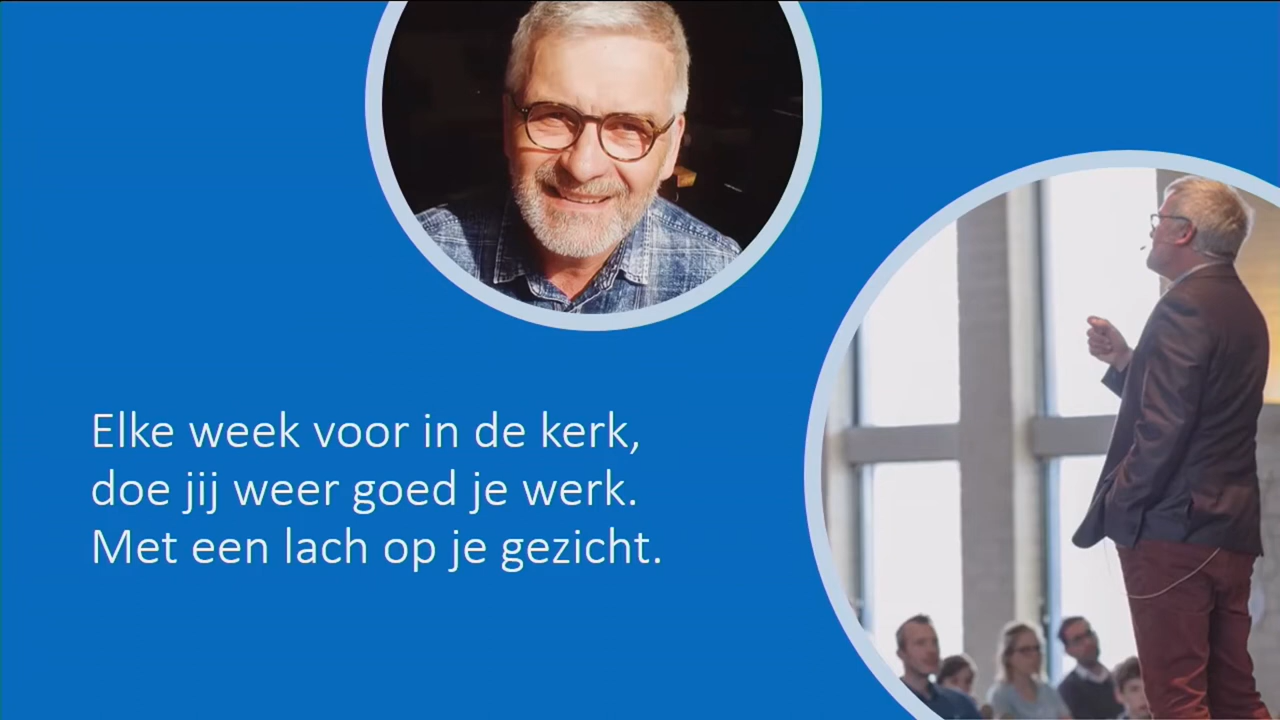 Elke week voor in de kerk,
doe jij weer goed je werk.
Met een lach op je gezicht.